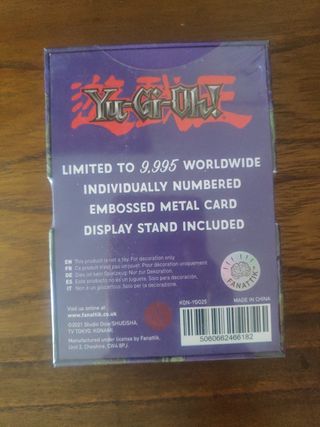 遊戯王
Yu-Gi-Oh!
LIMITED TO 9,995 WORLDWIDE
INDIVIDUALLY NUMBERED
EMBOSSED METAL CARD
DISPLAY STAND INCLUDED
EN This product is not a toy. For decoration only.
FR Ce produit n'est pas un jouet. Pour décoration uniquement
DE Dies ist kein Spielzeug. Nur zur Dekoration.
ES Este producto no es un juguete. Solo para decoración.
IT Non è un giocattolo. Solo per la decorazione.
FANATTIK
Visit us online at
www.fanattik.co.uk
©2021 Studio Dice/SHUEISHA,
TV TOKYO, KONAMI
Manufactured under license by Fanattik.
Unit 2, Cheshire, CW4 8PJ.
KON-YGO25
MADE IN CHINA
5060662466182